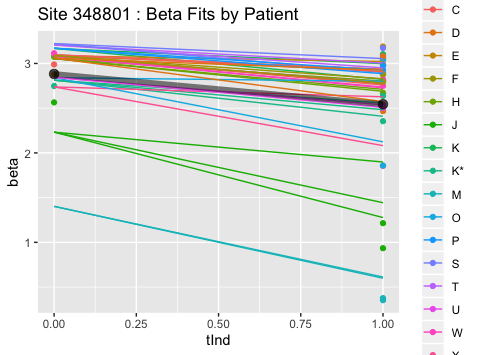 Site 348801 : Beta Fits by Patient
beta
3
2
1
0.00 0.25 0.50 0.75 1.00
tInd
C
D
E
F
H
J
K
K*
M
O
P
S
T
U
W